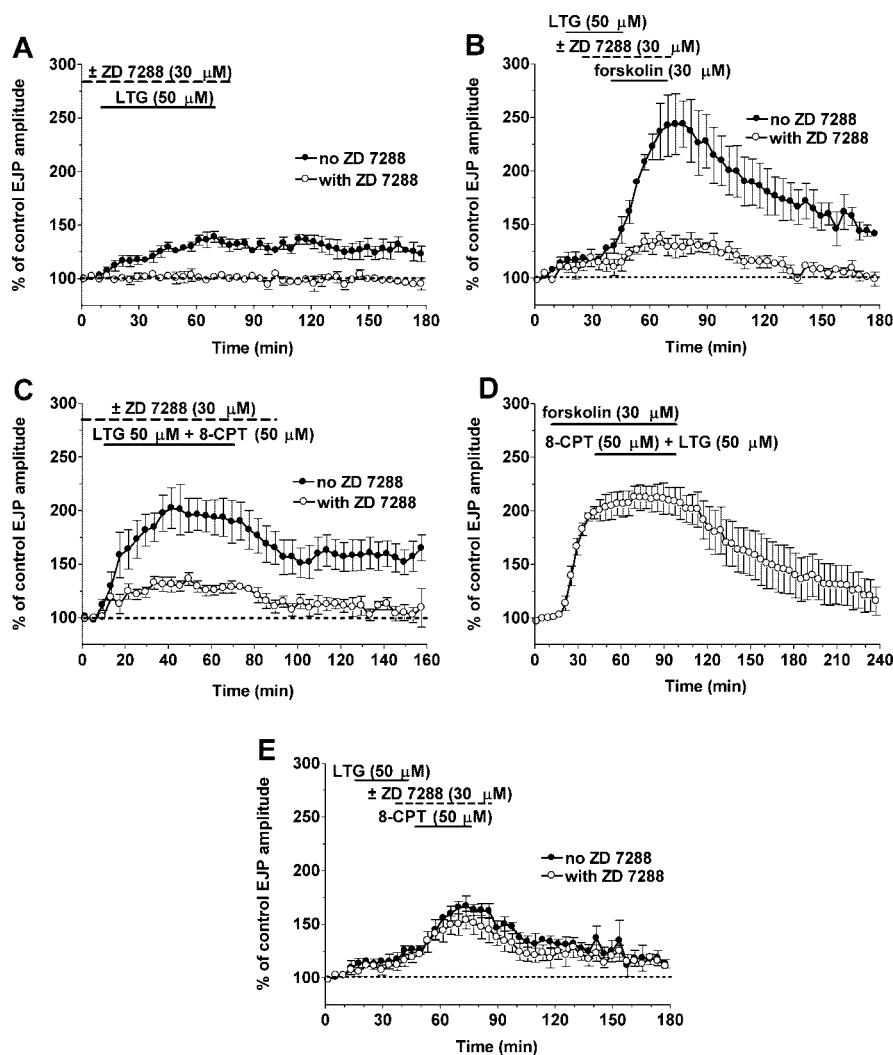 A
% of control EJP amplitude
300
250
200
150
100
± ZD 7288 (30 μM)
LTG (50 μM)
no ZD 7288
with ZD 7288
0
30
60
90
120
150
180
Time (min)
B
% of control EJP amplitude
300
250
200
150
100
LTG (50 μM)
± ZD 7288 (30 μM)
forskolin (30 μM)
no ZD 7288
with ZD 7288
0
30
60
90
120
150
180
Time (min)
C
% of control EJP amplitude
300
250
200
150
100
± ZD 7288 (30 μM)
LTG 50 μM + 8-CPT (50 μM)
no ZD 7288
with ZD 7288
0
20
40
60
80
100
120
140
160
Time (min)
D
% of control EJP amplitude
300
250
200
150
100
forskolin (30 μM)
8-CPT (50 μM) + LTG (50 μM)
0
30
60
90
120
150
180
210
240
Time (min)
E
% of control EJP amplitude
300
250
200
150
100
LTG (50 μM)
± ZD 7288 (30 μM)
8-CPT (50 μM)
no ZD 7288
with ZD 7288
0
30
60
90
120
150
180
Time (min)